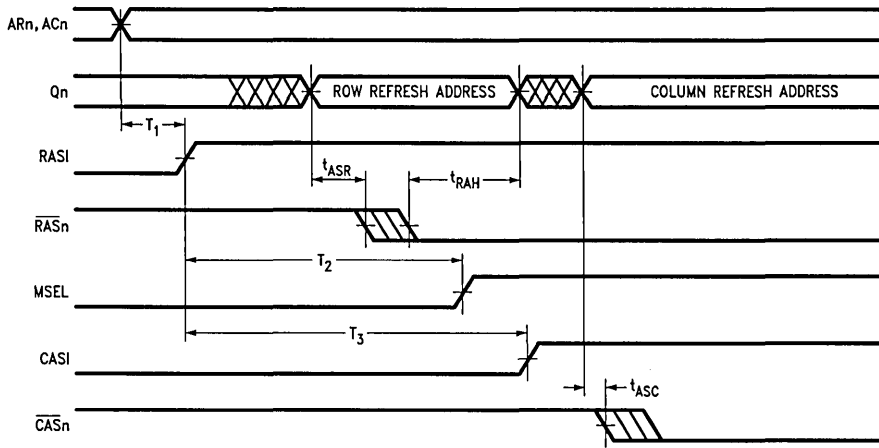 ARn, ACn
Qn
ROW REFRESH ADDRESS
COLUMN REFRESH ADDRESS
T1
RASI
tASR
tRAH
RASn
T2
MSEL
T3
CASI
tASC
CASn